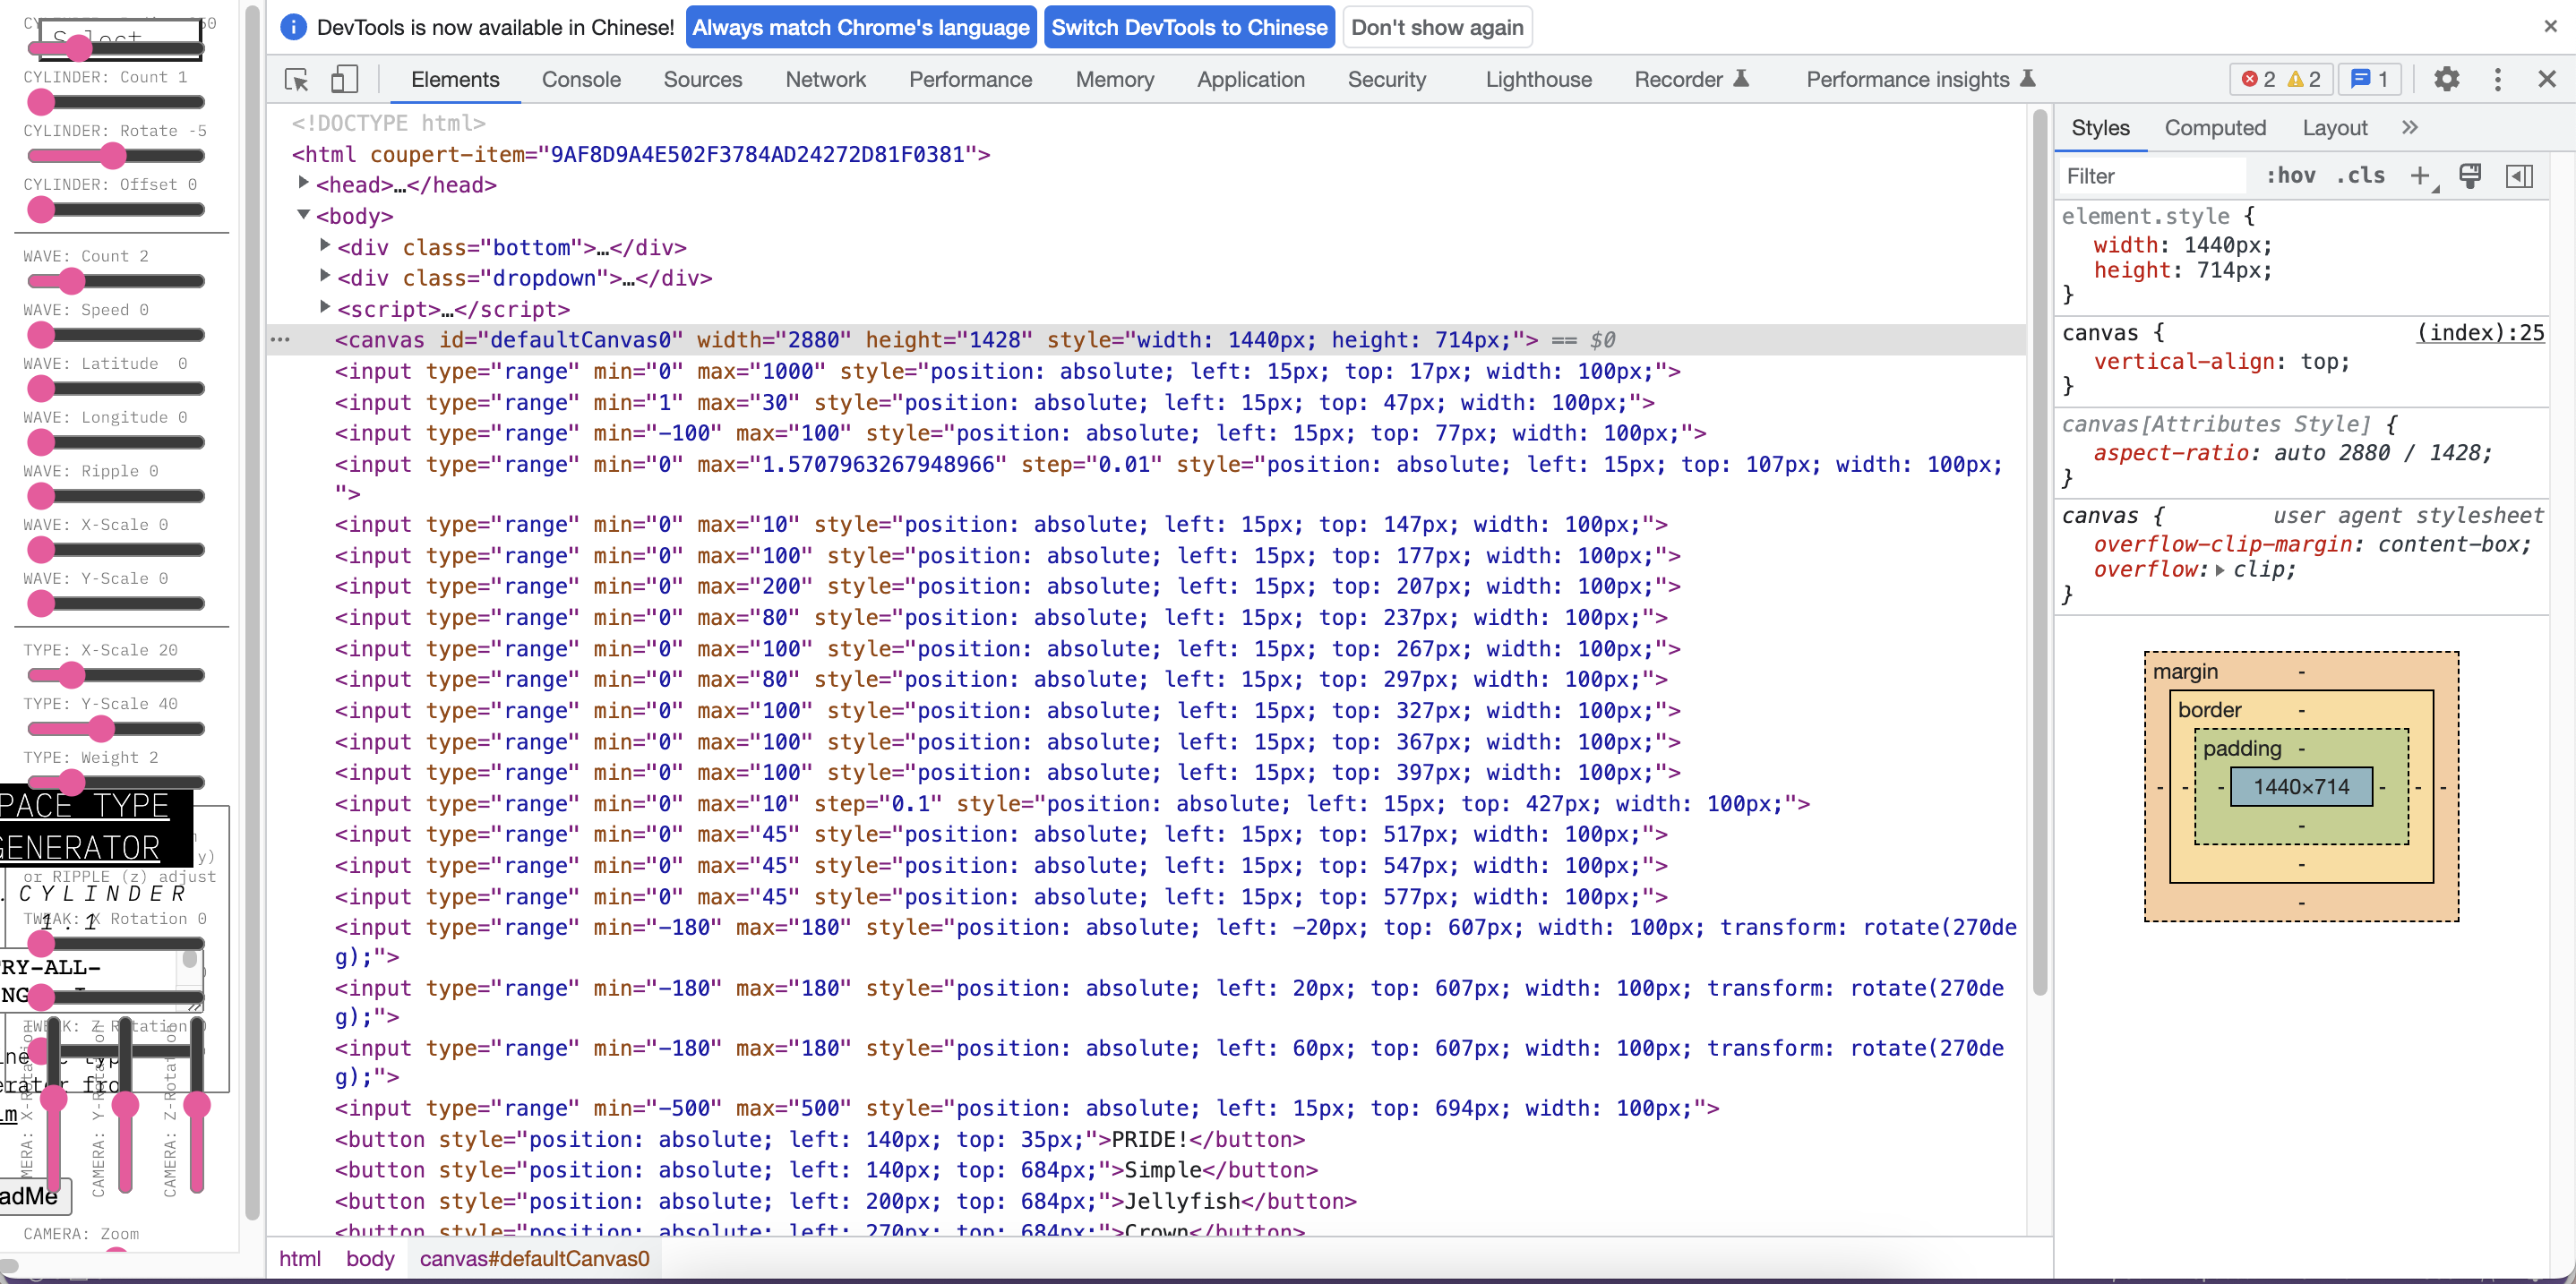 CYLINDER: Radius 250
Select
CYLINDER: Count 1
CYLINDER: Rotate -5
CYLINDER: Offset 0
WAVE: Count 2
WAVE: Speed 0
WAVE: Latitude 0
WAVE: Longitude 0
WAVE: Ripple 0
WAVE: X-Scale 0
WAVE: Y-Scale 0
TYPE: X-Scale 20
TYPE: Y-Scale 40
TYPE: Weight 2
PACE TYPE
GENERATOR
y)
or RIPPLE (z) adjust
.CYLINDER
1.1
TWEAK: X Rotation 0
RY-ALL-
NG
TWEAK: Z Rotation 0
erator from
MERA: X-Rotation
CAMERA: Y-Rotation
CAMERA: Z-Rotation
adMe
CAMERA: Zoom
DevTools is now available in Chinese! Always match Chrome's language Switch DevTools to Chinese Don't show again
Elements Console Sources Network Performance Memory Application Security Lighthouse Recorder Performance insights 2 2 1
<!DOCTYPE html>
<html coupert-item="9AF8D9A4E502F3784AD24272D81F0381">
<head>…</head>
<body>
<div class="bottom">…</div>
<div class="dropdown">…</div>
<script>…</script>
<canvas id="defaultCanvas0" width="2880" height="1428" style="width: 1440px; height: 714px;"> == $0
<input type="range" min="0" max="1000" style="position: absolute; left: 15px; top: 17px; width: 100px;">
<input type="range" min="1" max="30" style="position: absolute; left: 15px; top: 47px; width: 100px;">
<input type="range" min="-100" max="100" style="position: absolute; left: 15px; top: 77px; width: 100px;">
<input type="range" min="0" max="1.5707963267948966" step="0.01" style="position: absolute; left: 15px; top: 107px; width: 100px;
">
<input type="range" min="0" max="10" style="position: absolute; left: 15px; top: 147px; width: 100px;">
<input type="range" min="0" max="100" style="position: absolute; left: 15px; top: 177px; width: 100px;">
<input type="range" min="0" max="200" style="position: absolute; left: 15px; top: 207px; width: 100px;">
<input type="range" min="0" max="80" style="position: absolute; left: 15px; top: 237px; width: 100px;">
<input type="range" min="0" max="100" style="position: absolute; left: 15px; top: 267px; width: 100px;">
<input type="range" min="0" max="80" style="position: absolute; left: 15px; top: 297px; width: 100px;">
<input type="range" min="0" max="100" style="position: absolute; left: 15px; top: 327px; width: 100px;">
<input type="range" min="0" max="100" style="position: absolute; left: 15px; top: 367px; width: 100px;">
<input type="range" min="0" max="100" style="position: absolute; left: 15px; top: 397px; width: 100px;">
<input type="range" min="0" max="10" step="0.1" style="position: absolute; left: 15px; top: 427px; width: 100px;">
<input type="range" min="0" max="45" style="position: absolute; left: 15px; top: 517px; width: 100px;">
<input type="range" min="0" max="45" style="position: absolute; left: 15px; top: 547px; width: 100px;">
<input type="range" min="0" max="45" style="position: absolute; left: 15px; top: 577px; width: 100px;">
<input type="range" min="-180" max="180" style="position: absolute; left: -20px; top: 607px; width: 100px; transform: rotate(270de
g);">
<input type="range" min="-180" max="180" style="position: absolute; left: 20px; top: 607px; width: 100px; transform: rotate(270de
g);">
<input type="range" min="-180" max="180" style="position: absolute; left: 60px; top: 607px; width: 100px; transform: rotate(270de
g);">
<input type="range" min="-500" max="500" style="position: absolute; left: 15px; top: 694px; width: 100px;">
<button style="position: absolute; left: 140px; top: 35px;">PRIDE!</button>
<button style="position: absolute; left: 140px; top: 684px;">Simple</button>
<button style="position: absolute; left: 200px; top: 684px;">Jellyfish</button>
<button style="position: absolute; left: 270px; top: 684px;">Crown</button>
html body canvas#defaultCanvas0
Styles Computed Layout
Filter :hov .cls
element.style {
width: 1440px;
height: 714px;
}
canvas { (index):25
vertical-align: top;
}
canvas[Attributes Style] {
aspect-ratio: auto 2880 / 1428;
}
canvas { user agent stylesheet
overflow-clip-margin: content-box;
overflow: clip;
}
margin -
border -
padding -
- - - 1440×714 - - -
-
-
-